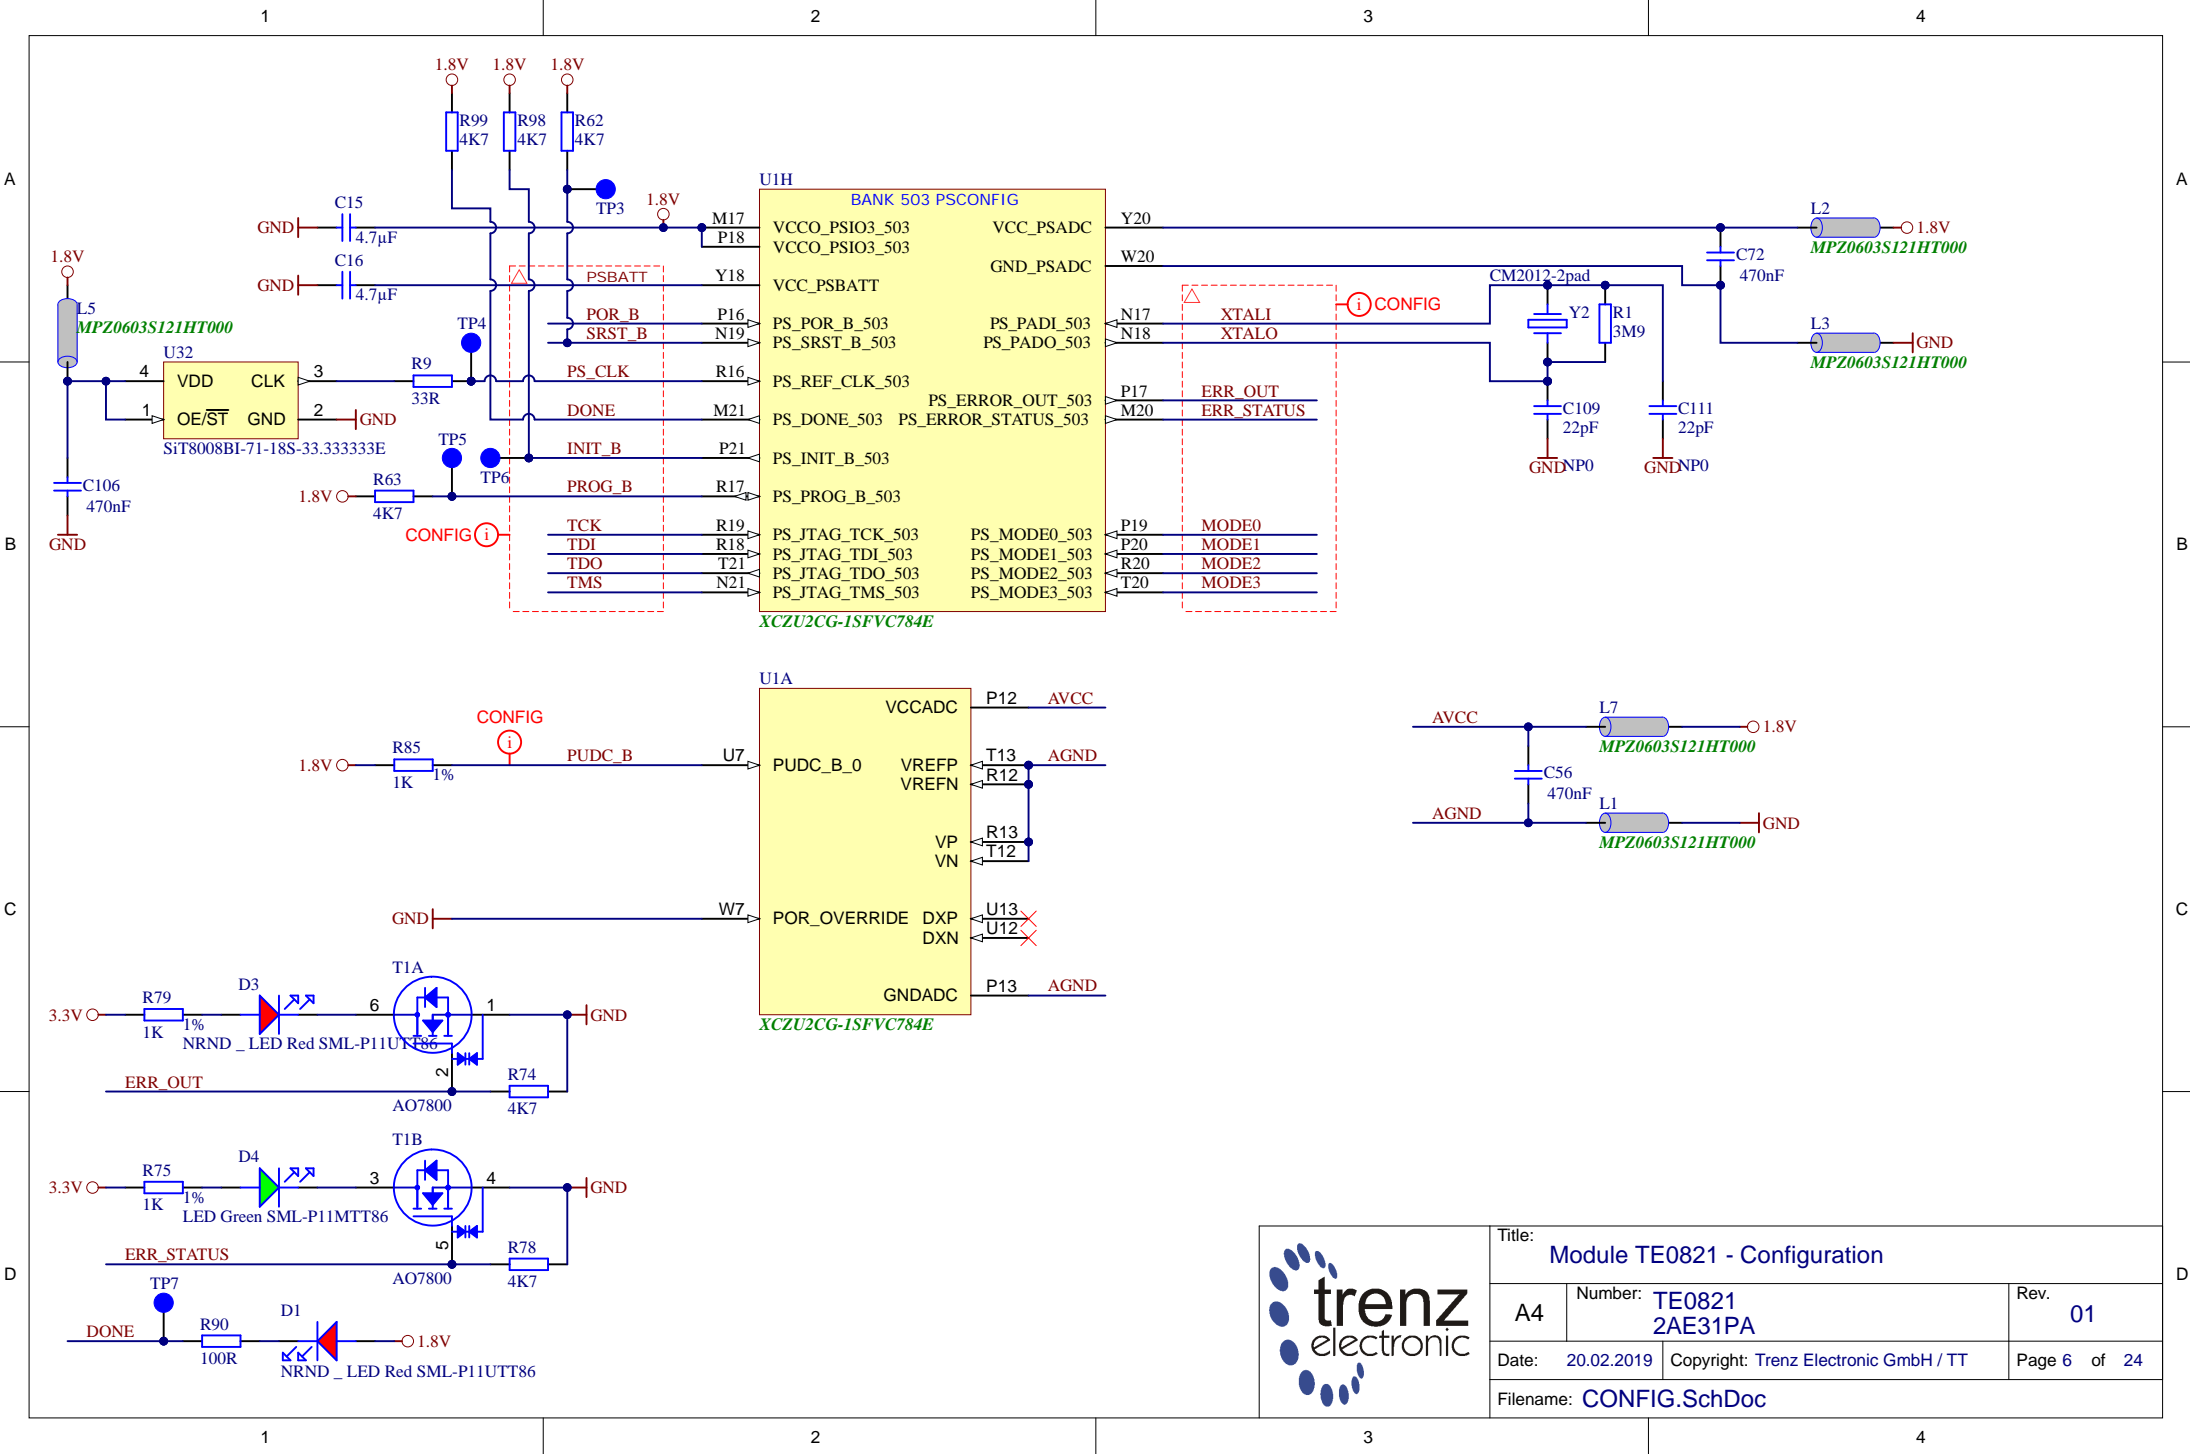 1 2 3 4
A
A
B
B
C
C
D
D
1.8V 1.8V 1.8V
R99 4K7
R98 4K7
R62 4K7
TP3
C15
GND
4.7µF
1.8V
C16
GND
4.7µF
PSBATT
1.8V
L5
MPZ0603S121HT000
U32
4 VDD CLK 3
1 OE/ST GND 2 GND
SiT8008BI-71-18S-33.333333E
C106
470nF
GND
TP4
R9
33R
TP5
TP6
1.8V
R63
4K7
CONFIG
i
POR_B
SRST_B
PS_CLK
DONE
INIT_B
PROG_B
TCK
TDI
TDO
TMS
U1H
BANK 503 PSCONFIG
M17 VCCO_PSIO3_503
P18 VCCO_PSIO3_503
Y18 VCC_PSBATT
P16 PS_POR_B_503
N19 PS_SRST_B_503
R16 PS_REF_CLK_503
M21 PS_DONE_503
P21 PS_INIT_B_503
R17 PS_PROG_B_503
R19 PS_JTAG_TCK_503
R18 PS_JTAG_TDI_503
T21 PS_JTAG_TDO_503
N21 PS_JTAG_TMS_503
VCC_PSADC Y20
GND_PSADC W20
PS_PADI_503 N17 XTALI
PS_PADO_503 N18 XTALO
PS_ERROR_OUT_503 P17 ERR_OUT
PS_ERROR_STATUS_503 M20 ERR_STATUS
PS_MODE0_503 P19 MODE0
PS_MODE1_503 P20 MODE1
PS_MODE2_503 R20 MODE2
PS_MODE3_503 T20 MODE3
XCZU2CG-1SFVC784E
i CONFIG
CM2012-2pad
Y2
R1
3M9
C109
22pF
GND NP0
C111
22pF
GND NP0
C72
470nF
L2
1.8V
MPZ0603S121HT000
L3
GND
MPZ0603S121HT000
U1A
CONFIG
i
1.8V
R85
1K
1%
PUDC_B
U7 PUDC_B_0
GND
W7 POR_OVERRIDE
VCCADC P12 AVCC
VREFP T13 AGND
VREFN R12
VP R13
VN T12
DXP U13
DXN U12
GNDADC P13 AGND
XCZU2CG-1SFVC784E
AVCC
L7
1.8V
MPZ0603S121HT000
C56
470nF
AGND
L1
GND
MPZ0603S121HT000
3.3V
R79
1K
1%
D3
NRND _ LED Red SML-P11UTT86
T1A
6 1 2
GND
ERR_OUT
AO7800
R74
4K7
3.3V
R75
1K
1%
D4
LED Green SML-P11MTT86
T1B
3 4 5
GND
ERR_STATUS
AO7800
R78
4K7
TP7
DONE
R90
100R
D1
1.8V
NRND _ LED Red SML-P11UTT86
trenz
electronic
Title:
Module TE0821 - Configuration
A4
Number: TE0821
2AE31PA
Rev.
01
Date: 20.02.2019
Copyright: Trenz Electronic GmbH / TT
Page 6 of 24
Filename: CONFIG.SchDoc
1 2 3 4